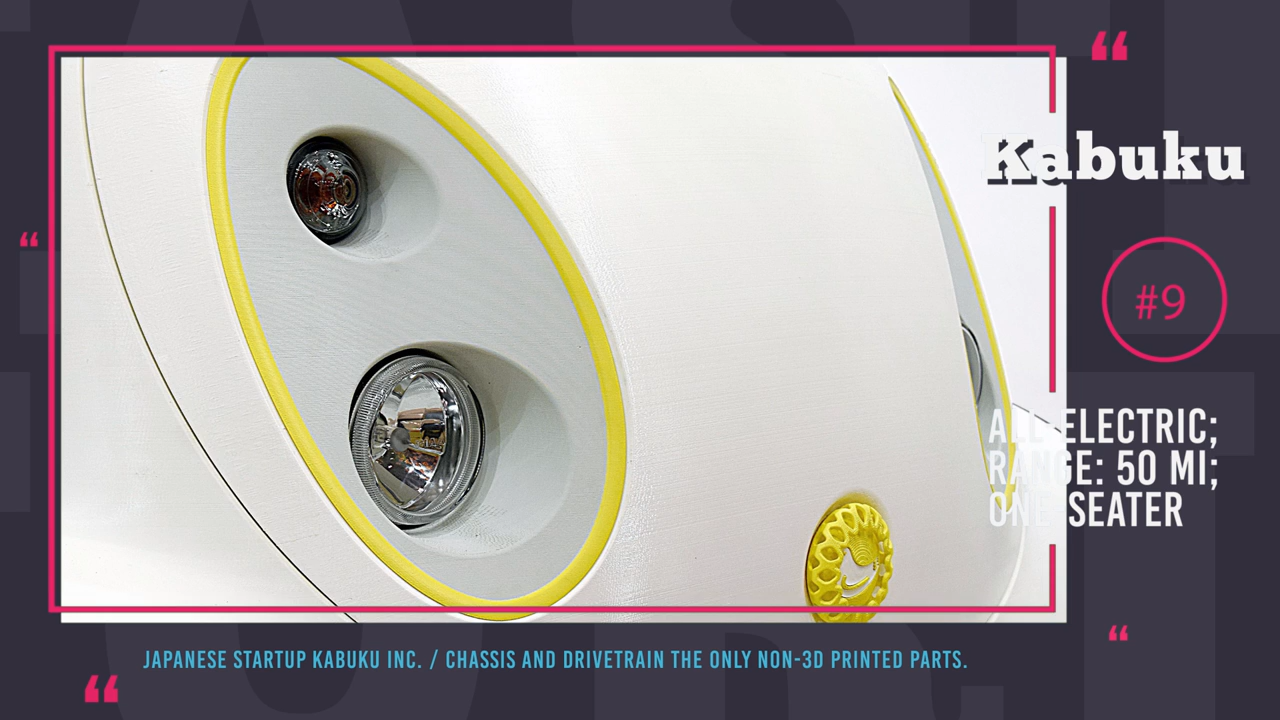 Kabuku
#9
ALL ELECTRIC;
RANGE: 50 MI;
ONE-SEATER
JAPANESE STARTUP KABUKU INC. / CHASSIS AND DRIVETRAIN THE ONLY NON-3D PRINTED PARTS.